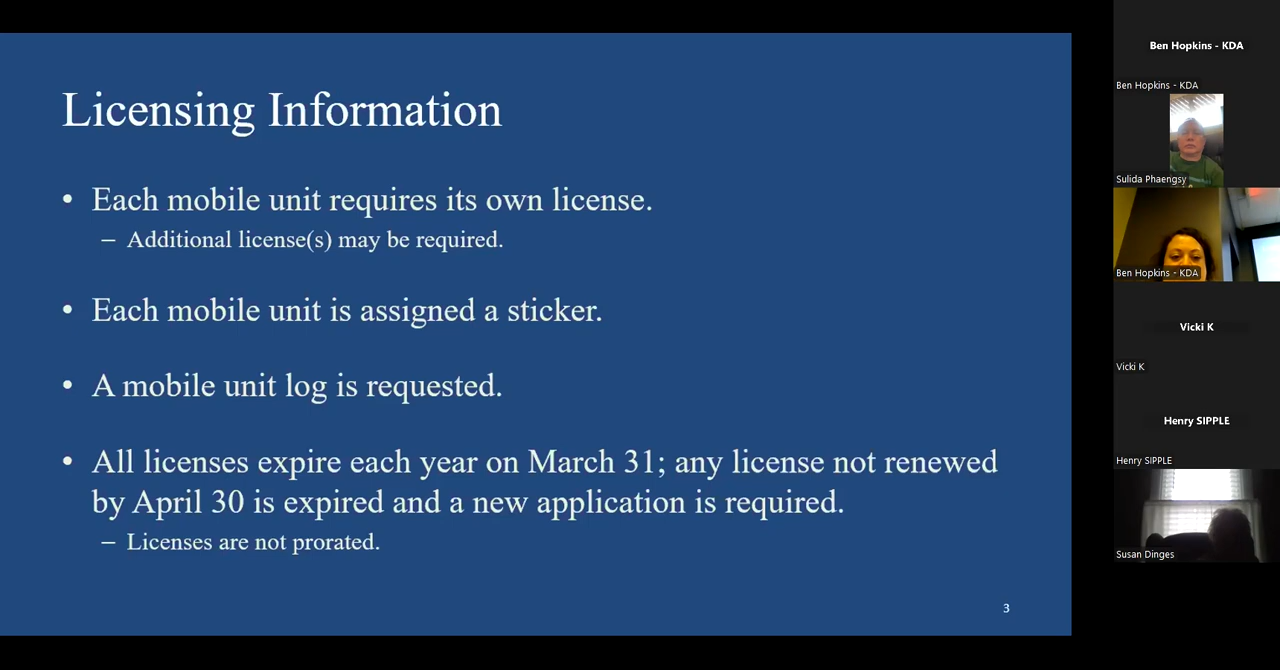 Licensing Information
• Each mobile unit requires its own license.
– Additional license(s) may be required.
• Each mobile unit is assigned a sticker.
• A mobile unit log is requested.
• All licenses expire each year on March 31; any license not renewed
by April 30 is expired and a new application is required.
– Licenses are not prorated.
3
Ben Hopkins - KDA
Ben Hopkins - KDA
Sulida Phaengsy
Ben Hopkins - KDA
Vicki K
Vicki K
Henry SIPPLE
Henry SIPPLE
Susan Dinges